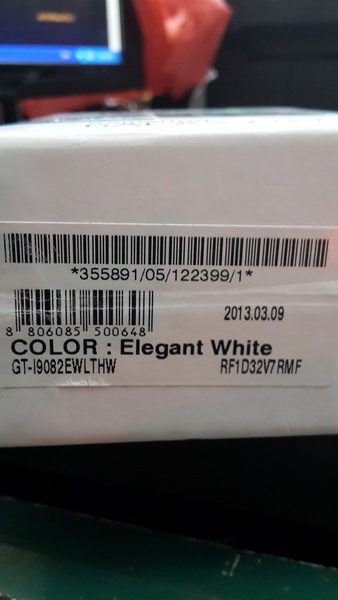 *355891/05/122399/1*
2013.03.09
8 806085 500648
COLOR : Elegant White
GT-I9082EWLTHW RF1D32V7RMF